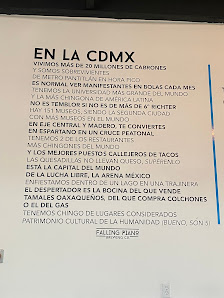 EN LA CDMX
VIVIMOS MÁS DE 20 MILLONES DE CABRONES
Y SOMOS SOBREVIVIENTES
DE METRO PANTITLÁN EN HORA PICO
ES NORMAL VER MANIFESTANTES EN BOLAS CADA MES
TENEMOS LA UNIVERSIDAD MÁS GRANDE DEL MUNDO
Y LA MÁS CHINGONA DE AMÉRICA LATINA
NO ES TEMBLOR SI NO ES DE MÁS DE 6° RICHTER
HAY 151 MUSEOS, SOMOS LA SEGUNDA CIUDAD
CON MÁS MUSEOS EN EL MUNDO
EN EJE CENTRAL Y MADERO, TE CONVIERTES
EN ESPARTANO EN UN CRUCE PEATONAL
TENEMOS 2 DE LOS RESTAURANTES
MÁS CHINGONES DEL MUNDO
Y LOS MEJORES PUESTOS CALLEJEROS DE TACOS
LAS QUESADILLAS NO LLEVAN QUESO, SUPÉRENLO
ESTÁ LA CAPITAL DEL MUNDO
DE LA LUCHA LIBRE, LA ARENA MÉXICO
ENFIESTAMOS DENTRO DE UN LAGO EN UNA TRAJINERA
EL DESPERTADOR ES LA BOCINA DEL QUE VENDE
TAMALES OAXAQUEÑOS, DEL QUE COMPRA COLCHONES
O EL DEL GAS
TENEMOS CHINGO DE LUGARES CONSIDERADOS
PATRIMONIO CULTURAL DE LA HUMANIDAD (BUENO, SON 5)
FALLING PIANO
BREWING CO